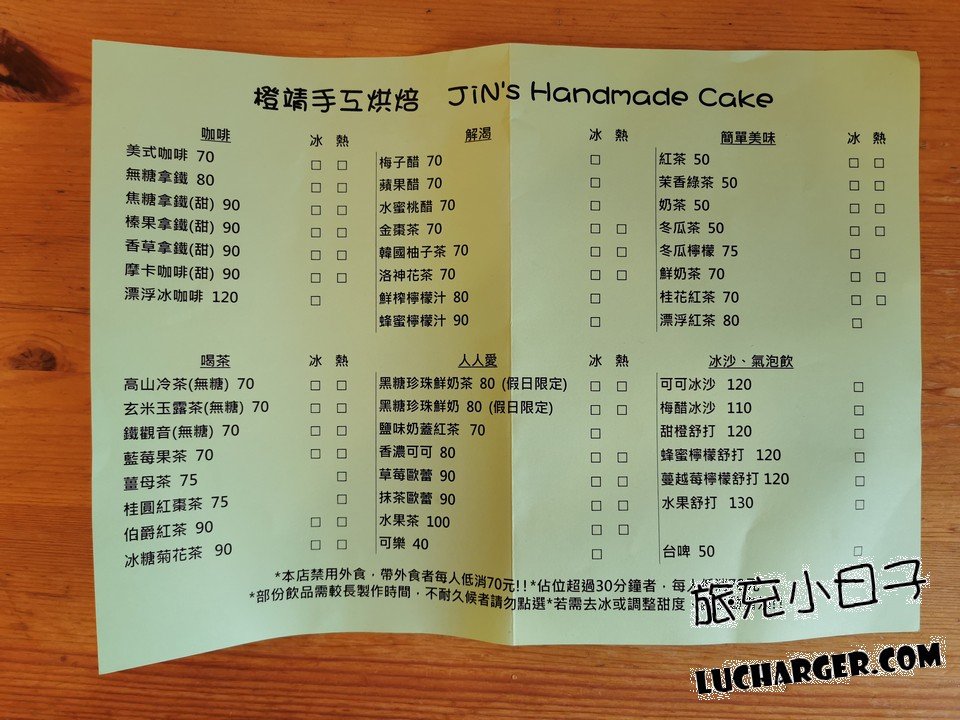 橙靖手工烘焙 JiN's Handmade Cake
咖啡 冰 熱
美式咖啡 70 □ □
無糖拿鐵 80 □ □
焦糖拿鐵(甜) 90 □ □
榛果拿鐵(甜) 90 □ □
香草拿鐵(甜) 90 □ □
摩卡咖啡(甜) 90 □ □
漂浮冰咖啡 120 □
解渴 冰 熱
梅子醋 70 □
蘋果醋 70 □
水蜜桃醋 70 □
金棗茶 70 □ □
韓國柚子茶 70 □ □
洛神花茶 70 □ □
鮮榨檸檬汁 80 □
蜂蜜檸檬汁 90 □
簡單美味 冰 熱
紅茶 50 □ □
茉香綠茶 50 □ □
奶茶 50 □ □
冬瓜茶 50 □ □
冬瓜檸檬 75 □
鮮奶茶 70 □ □
桂花紅茶 70 □ □
漂浮紅茶 80 □
喝茶 冰 熱
高山冷茶(無糖) 70 □ □
玄米玉露茶(無糖) 70 □ □
鐵觀音(無糖) 70 □ □
藍莓果茶 70 □ □
薑母茶 75 □
桂圓紅棗茶 75 □
伯爵紅茶 90 □ □
冰糖菊花茶 90 □ □
人人愛 冰 熱
黑糖珍珠鮮奶茶 80 (假日限定) □ □
黑糖珍珠鮮奶 80 (假日限定) □ □
鹽味奶蓋紅茶 70 □
香濃可可 80 □ □
草莓歐蕾 90 □ □
抹茶歐蕾 90 □ □
水果茶 100 □ □
可樂 40 □
冰沙、氣泡飲
可可冰沙 120 □
梅醋冰沙 110 □
甜橙舒打 120 □
蜂蜜檸檬舒打 120 □
蔓越莓檸檬舒打 120 □
水果舒打 130 □
台啤 50 □
*本店禁用外食，帶外食者每人低消70元!!*佔位超過30分鐘者，每人低消
*部份飲品需較長製作時間，不耐久候者請勿點選*若需去冰或調整甜度
旅充小日子
LUCHARGER.COM